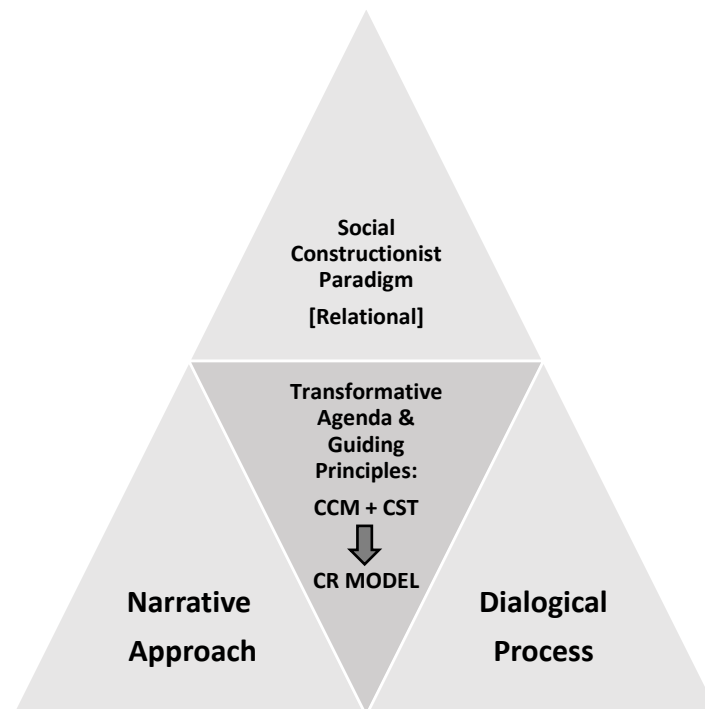 Social
Constructionist
Paradigm
[Relational]
Transformative
Agenda &
Guiding
Principles:
CCM + CST
CR MODEL
Narrative
Approach
Dialogical
Process